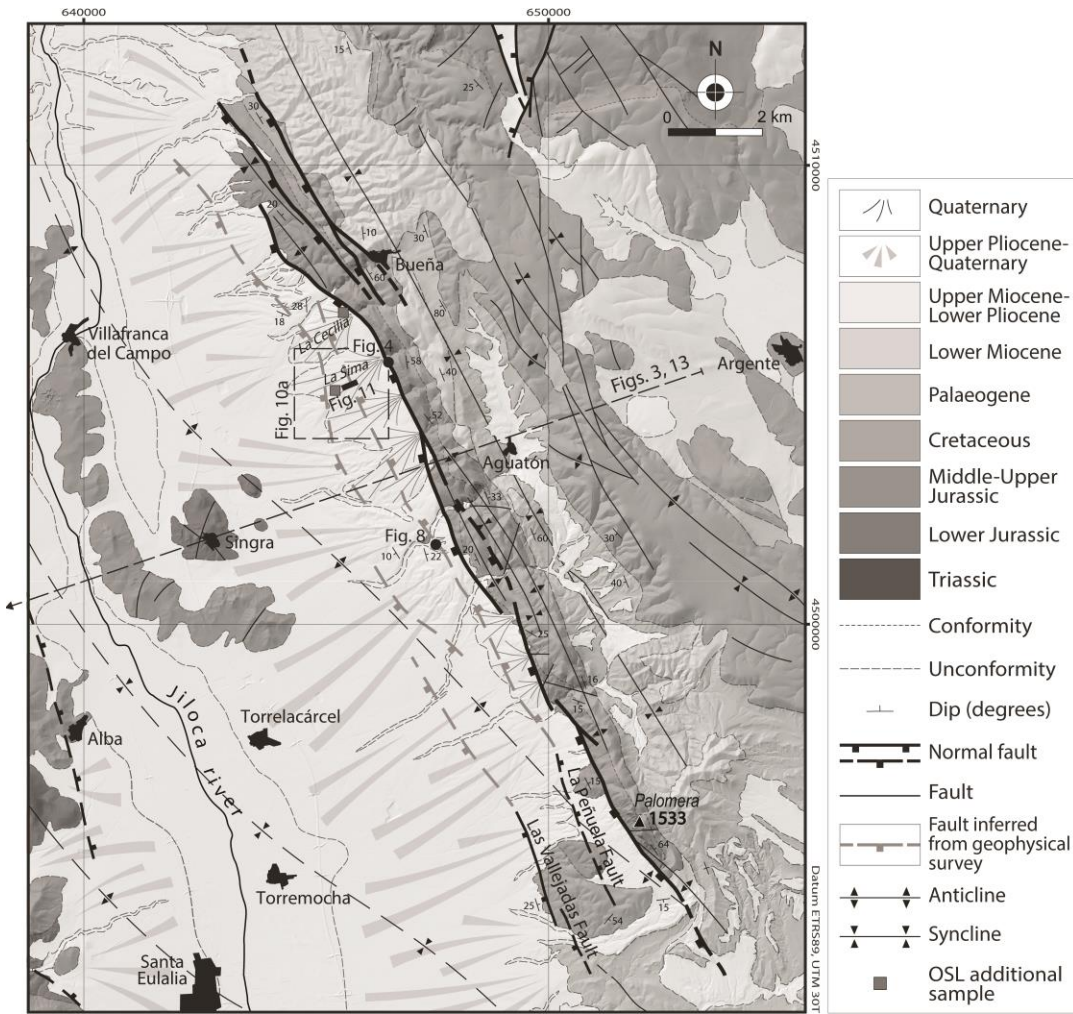 640000
650000
N
0
2 km
4510000
4500000
Datum ETRS89, UTM 30T
15
25
30
20
10
30
Bueña
60
80
28
18
La Cecilia
Fig. 4
58
40
La Sima
Fig. 11
Fig. 10a
Figs. 3, 13
Argente
Villafranca
del Campo
52
Aguatón
33
Singra
Fig. 8
10
22
20
60
30
40
25
16
15
Jiloca river
Torrelacárcel
Alba
15
Palomera
1533
La Peñuela Fault
Las Vallejadas Fault
64
Torremocha
25
54
15
Santa
Eulalia
Quaternary
Upper Pliocene-
Quaternary
Upper Miocene-
Lower Pliocene
Lower Miocene
Palaeogene
Cretaceous
Middle-Upper
Jurassic
Lower Jurassic
Triassic
Conformity
Unconformity
Dip (degrees)
Normal fault
Fault
Fault inferred
from geophysical
survey
Anticline
Syncline
OSL additional
sample